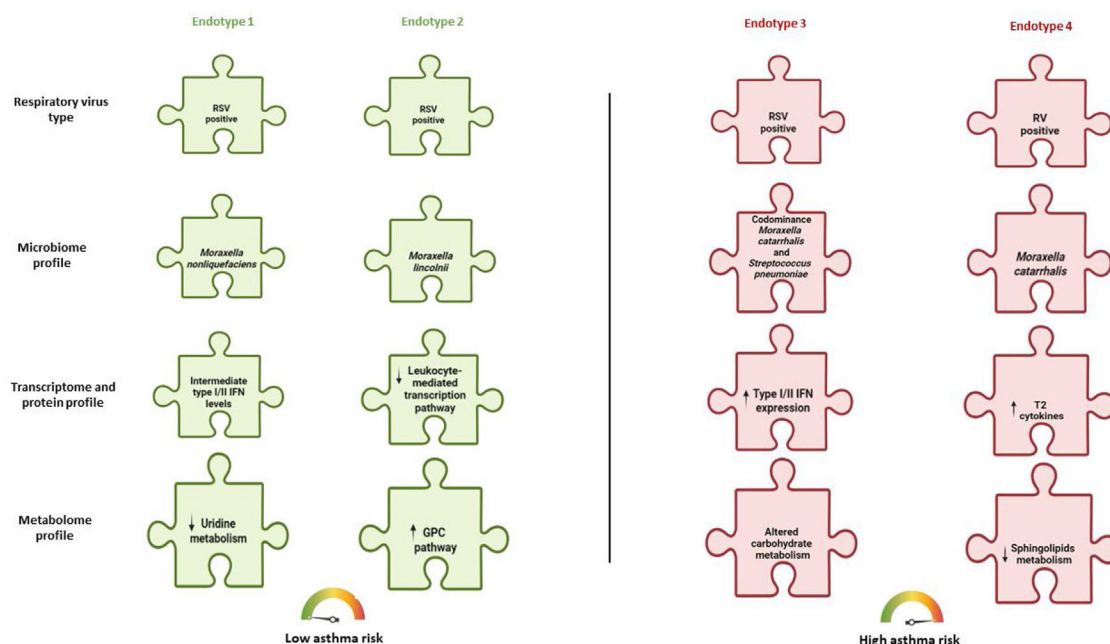 Endotype 1
Endotype 2
Endotype 3
Endotype 4
Respiratory virus
type
RSV
positive
RSV
positive
RSV
positive
RV
positive
Microbiome
profile
Moraxella
nonliquefaciens
Moraxella
lincolnii
Codominance
Moraxella
catarrhalis
and
Streptococcus
pneumoniae
Moraxella
catarrhalis
Transcriptome and
protein profile
Intermediate
type I/II IFN
levels
↓ Leukocyte-
mediated
transcription
pathway
↑ Type I/II IFN
expression
↑ T2
cytokines
Metabolome
profile
↓ Uridine
metabolism
↑ GPC
pathway
Altered
carbohydrate
metabolism
↓ Sphingolipids
metabolism
Low asthma risk
High asthma risk